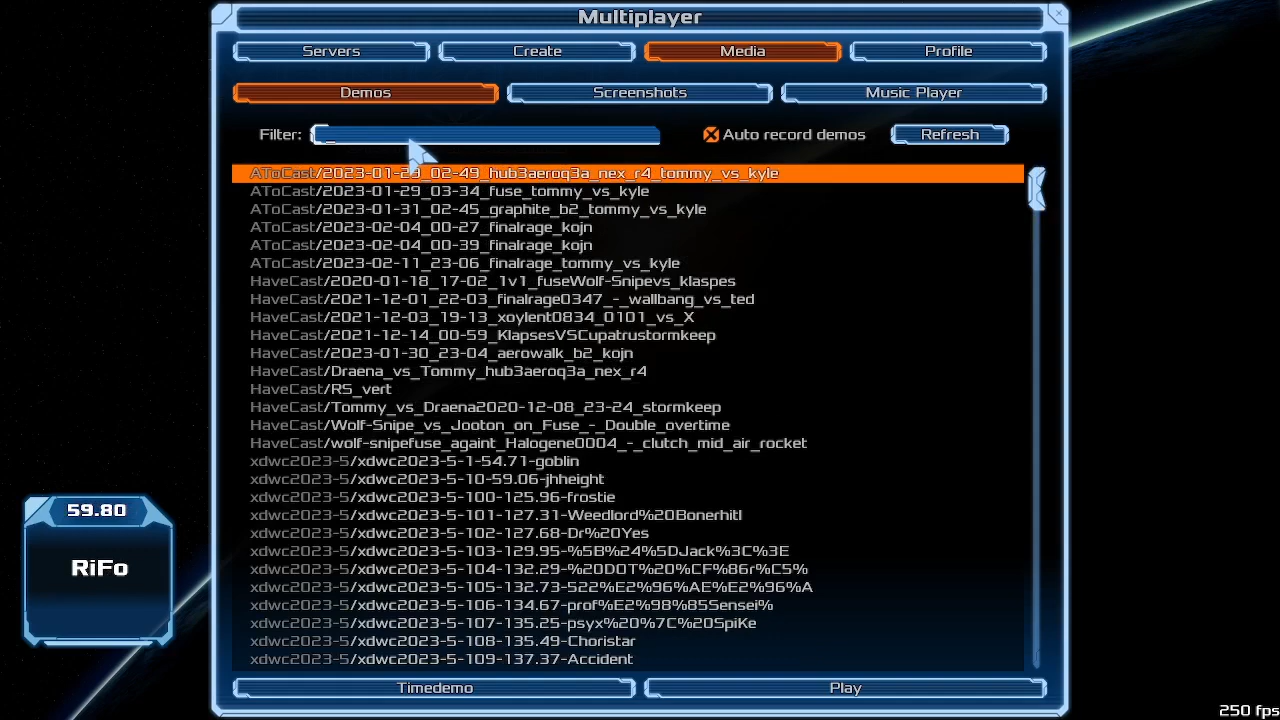 Multiplayer
Servers
Create
Media
Profile
Demos
Screenshots
Music Player
Filter:
Auto record demos
Refresh
AToCast/2023-01-29_02-49_hub3aeroq3a_nex_r4_tommy_vs_kyle
AToCast/2023-01-29_03-34_fuse_tommy_vs_kyle
AToCast/2023-01-31_02-45_graphite_b2_tommy_vs_kyle
AToCast/2023-02-04_00-27_finalrage_kojn
AToCast/2023-02-04_00-39_finalrage_kojn
AToCast/2023-02-11_23-06_finalrage_tommy_vs_kyle
HaveCast/2020-01-18_17-02_1v1_fuseWolf-Snipevs_klaspes
HaveCast/2021-12-01_22-03_finalrage0347_-_wallbang_vs_ted
HaveCast/2021-12-03_19-13_xoylent0834_0101_vs_X
HaveCast/2021-12-14_00-59_KlapsesVSCupatrustormkeep
HaveCast/2023-01-30_23-04_aerowalk_b2_kojn
HaveCast/Draena_vs_Tommy_hub3aeroq3a_nex_r4
HaveCast/RS_vert
HaveCast/Tommy_vs_Draena2020-12-08_23-24_stormkeep
HaveCast/Wolf-Snipe_vs_Jooton_on_Fuse_-_Double_overtime
HaveCast/wolf-snipefuse_againt_Halogene0004_-_clutch_mid_air_rocket
xdwc2023-5/xdwc2023-5-1-54.71-goblin
xdwc2023-5/xdwc2023-5-10-59.06-jhheight
xdwc2023-5/xdwc2023-5-100-125.96-frostie
xdwc2023-5/xdwc2023-5-101-127.31-Weedlord%20Bonerhitl
xdwc2023-5/xdwc2023-5-102-127.68-Dr%20Yes
xdwc2023-5/xdwc2023-5-103-129.95-%5B%24%5DJack%3C%3E
xdwc2023-5/xdwc2023-5-104-132.29-%20DOT%20%CF%86r%C5%
xdwc2023-5/xdwc2023-5-105-132.73-522%E2%96%AE%E2%96%A
xdwc2023-5/xdwc2023-5-106-134.67-prof%E2%98%85Sensei%
xdwc2023-5/xdwc2023-5-107-135.25-psyx%20%7C%20SpiKe
xdwc2023-5/xdwc2023-5-108-135.49-Choristar
xdwc2023-5/xdwc2023-5-109-137.37-Accident
59.80
RiFo
Timedemo
Play
250 fps